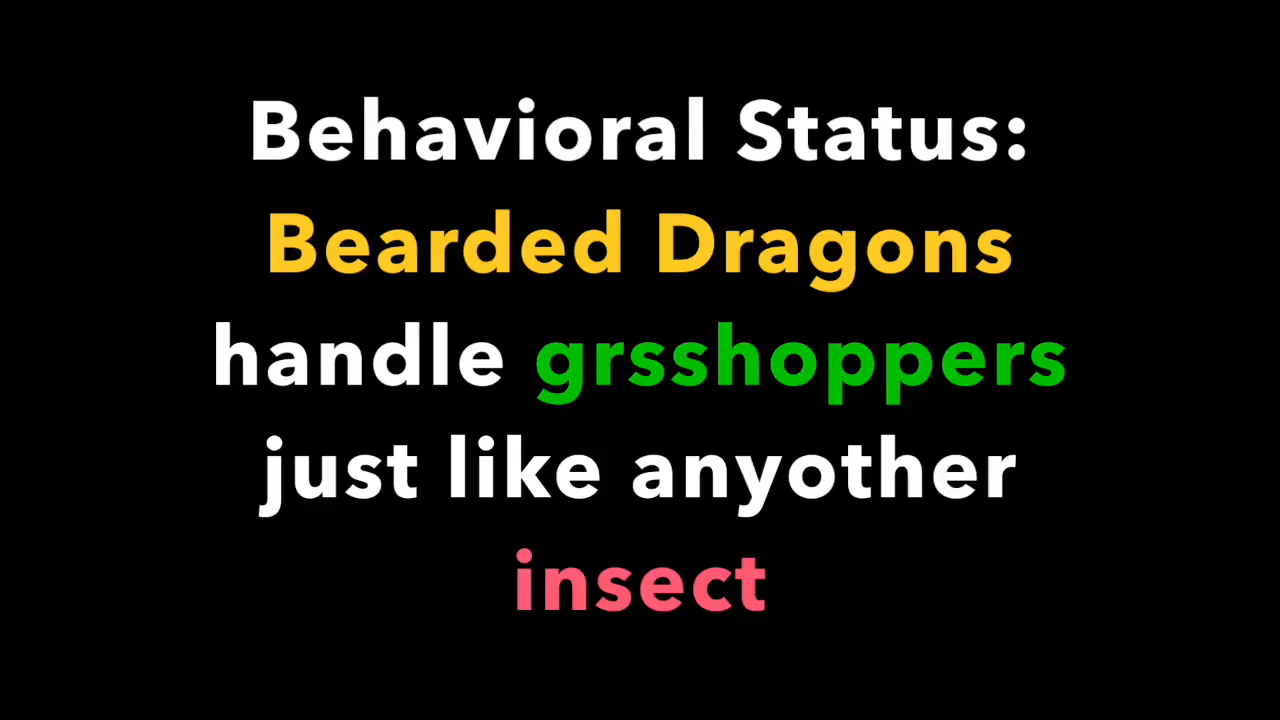 Behavioral Status:
Bearded Dragons
handle grsshoppers
just like anyother
insect